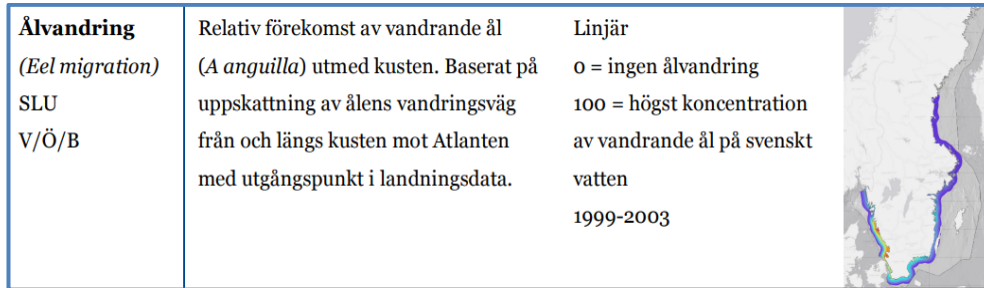 Ålvandring
(Eel migration)
SLU
V/Ö/B
Relativ förekomst av vandrande ål
(A anguilla) utmed kusten. Baserat på
uppskattning av ålens vandringsväg
från och längs kusten mot Atlanten
med utgångspunkt i landningsdata.
Linjär
0 = ingen ålvandring
100 = högst koncentration
av vandrande ål på svenskt
vatten
1999-2003